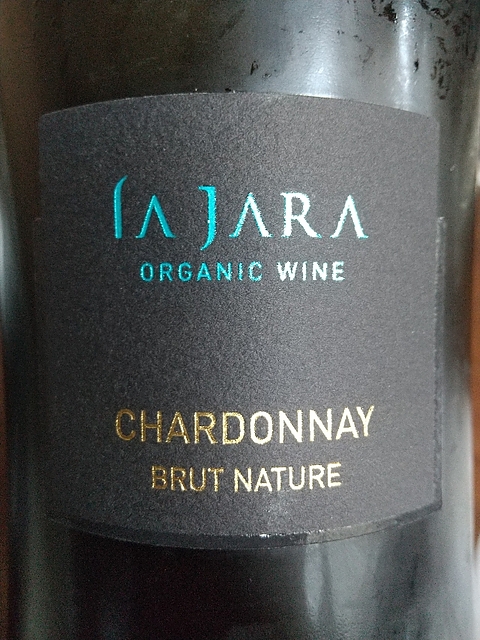 la JARA
ORGANIC WINE
CHARDONNAY
BRUT NATURE